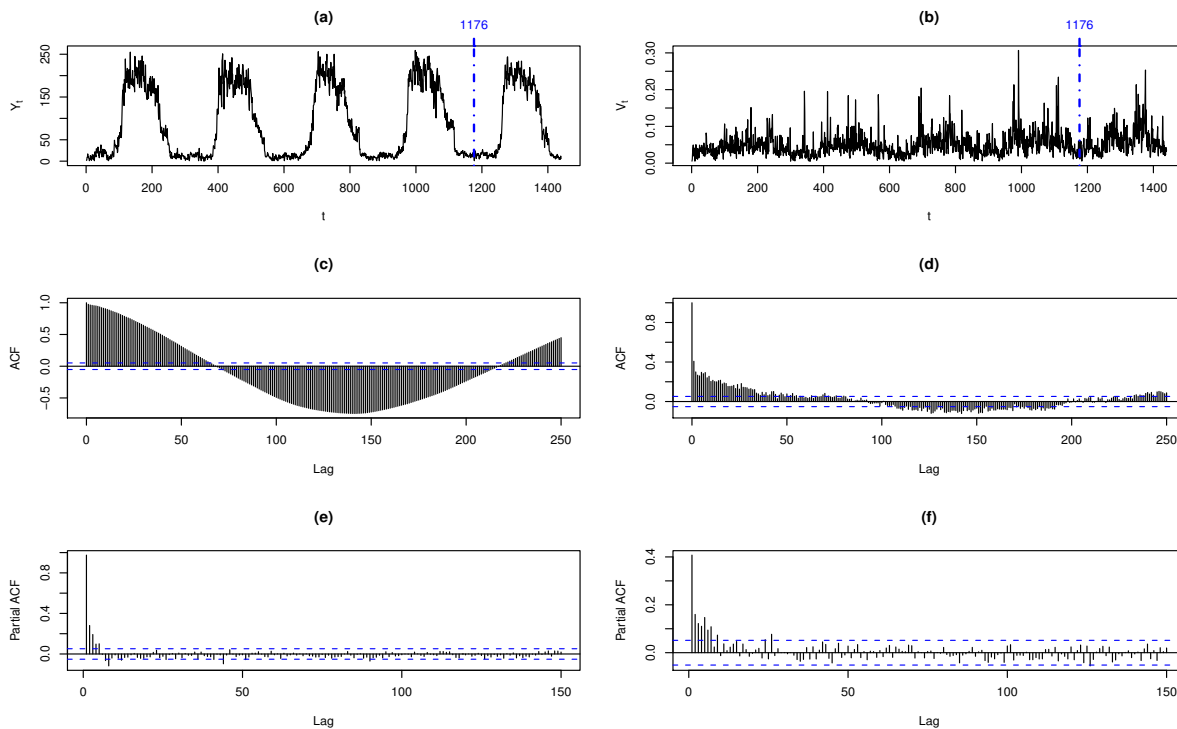 (a)
1176
Y_t
0 50 150 250
0 200 400 600 800 1000 1200 1400
t
(b)
1176
V_t
0.00 0.10 0.20 0.30
0 200 400 600 800 1000 1200 1400
t
(c)
ACF
−0.5 0.0 0.5 1.0
0 50 100 150 200 250
Lag
(d)
ACF
0.0 0.4 0.8
0 50 100 150 200 250
Lag
(e)
Partial ACF
0.0 0.4 0.8
0 50 100 150
Lag
(f)
Partial ACF
0.0 0.2 0.4
0 50 100 150
Lag